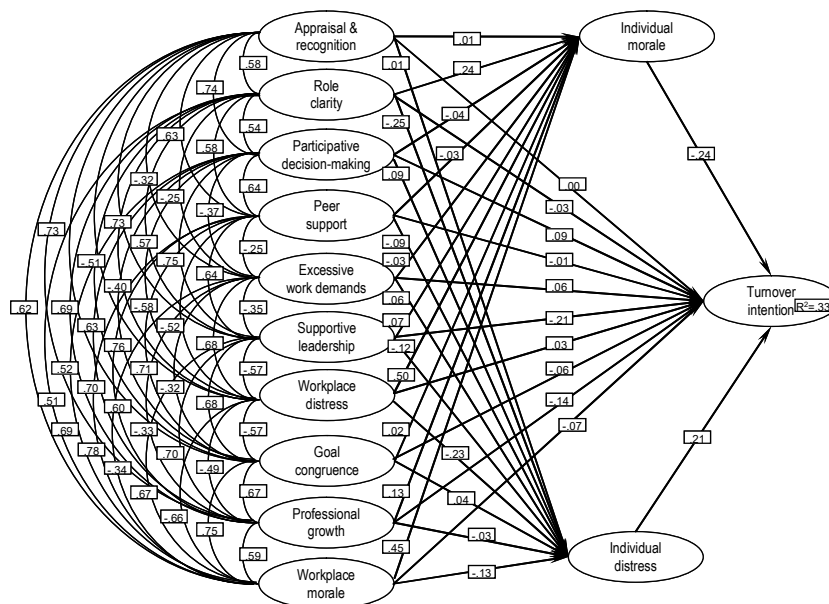 Appraisal &
recognition
Role
clarity
Participative
decision-making
Peer
support
Excessive
work demands
Supportive
leadership
Workplace
distress
Goal
congruence
Professional
growth
Workplace
morale
Individual
morale
Turnover
intention
R²=.33
Individual
distress
.58
.54
.64
-.25
-.35
-.57
-.57
.67
.59
.74
.58
-.37
.64
.68
.68
-.49
.75
.63
-.25
.75
-.52
-.32
.70
-.66
-.32
.57
-.58
.71
-.33
.67
.73
-.40
.76
.60
-.34
-.51
.63
.70
.78
.73
.69
.52
.69
.62
.51
.01
.24
-.04
-.03
-.03
.07
.50
.02
.13
.45
.01
-.25
.09
-.09
.06
-.12
-.23
.04
-.03
-.13
.00
-.03
.09
-.01
.06
-.21
.03
-.06
-.14
-.07
-.24
.21